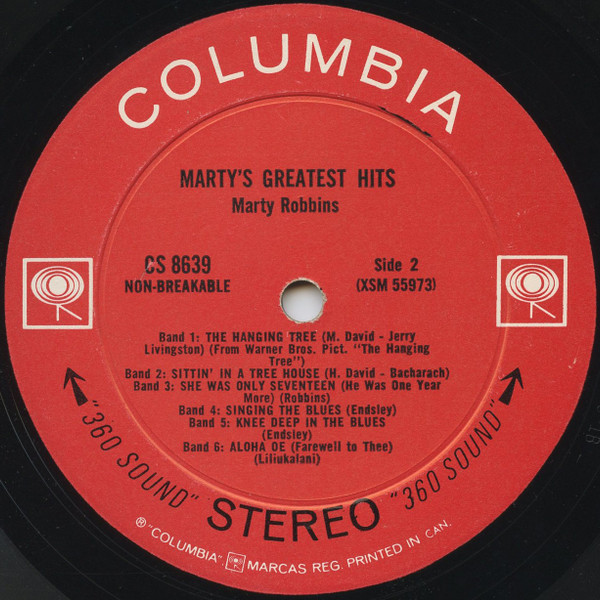 COLUMBIA
MARTY'S GREATEST HITS
Marty Robbins
CS 8639
NON-BREAKABLE
Side 2
(XSM 55973)
Band 1: THE HANGING TREE (M. David - Jerry
Livingston) (From Warner Bros. Pict. "The Hanging
Tree")
Band 2: SITTIN' IN A TREE HOUSE (H. David - Bacharach)
Band 3: SHE WAS ONLY SEVENTEEN (He Was One Year
More) (Robbins)
Band 4: SINGING THE BLUES (Endsley)
Band 5: KNEE DEEP IN THE BLUES
(Endsley)
Band 6: ALOHA OE (Farewell to Thee)
(Liliukalani)
"360 SOUND" STEREO "360 SOUND"
℗ "COLUMBIA". MARCAS REG. PRINTED IN CAN.